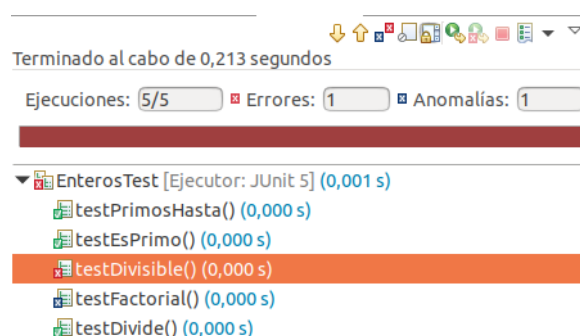 Terminado al cabo de 0,213 segundos
Ejecuciones: 5/5 Errores: 1 Anomalías: 1
EnterosTest [Ejecutor: JUnit 5] (0,001 s)
testPrimosHasta() (0,000 s)
testEsPrimo() (0,000 s)
testDivisible() (0,000 s)
testFactorial() (0,000 s)
testDivide() (0,000 s)